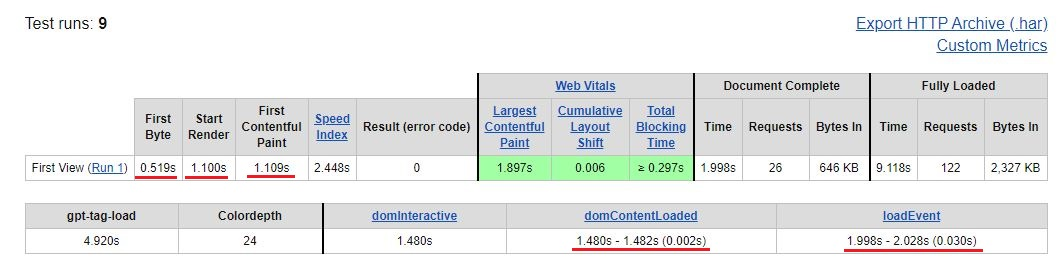 Test runs: 9
Export HTTP Archive (.har)
Custom Metrics
Web Vitals Document Complete Fully Loaded
First Byte Start Render First Contentful Paint Speed Index Result (error code) Largest Contentful Paint Cumulative Layout Shift Total Blocking Time Time Requests Bytes In Time Requests Bytes In
First View (Run 1) 0.519s 1.100s 1.109s 2.448s 0 1.897s 0.006 ≥ 0.297s 1.998s 26 646 KB 9.118s 122 2,327 KB
gpt-tag-load Colordepth domInteractive domContentLoaded loadEvent
4.920s 24 1.480s 1.480s - 1.482s (0.002s) 1.998s - 2.028s (0.030s)